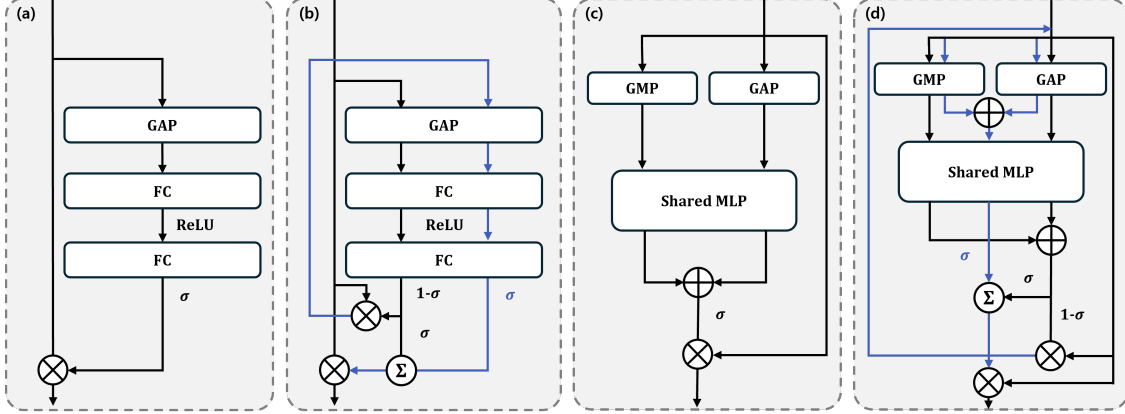 (a)
GAP
FC
ReLU
FC
σ
(b)
GAP
FC
ReLU
FC
1-σ
σ
σ
Σ
(c)
GMP
GAP
Shared MLP
σ
(d)
GMP
GAP
Shared MLP
σ
σ
Σ
1-σ